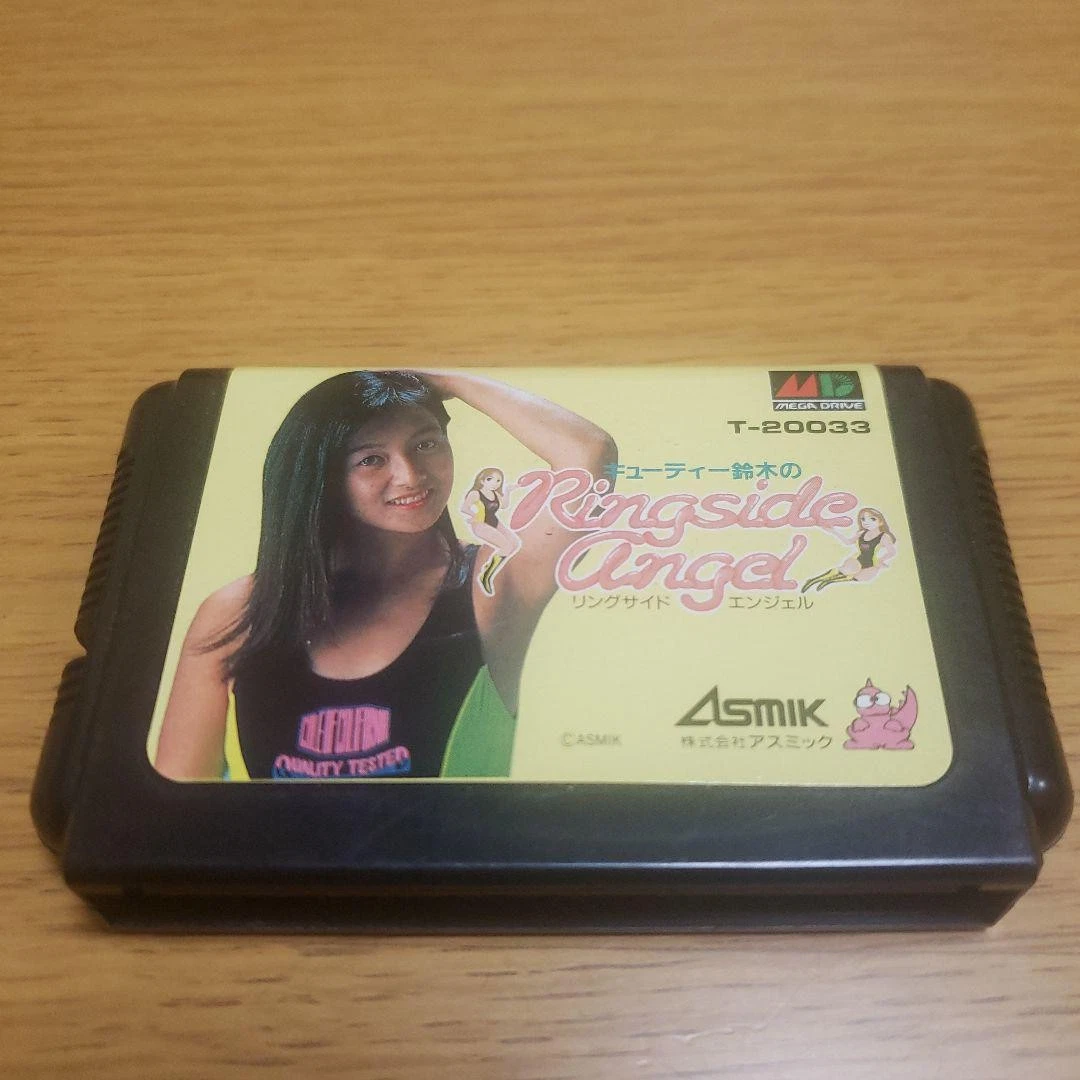 MEGA DRIVE
T-20033
キューティー鈴木の
Ringside
Angel
リングサイド エンジェル
ASMIK
株式会社アスミック
©ASMIK
QUALITY TESTED